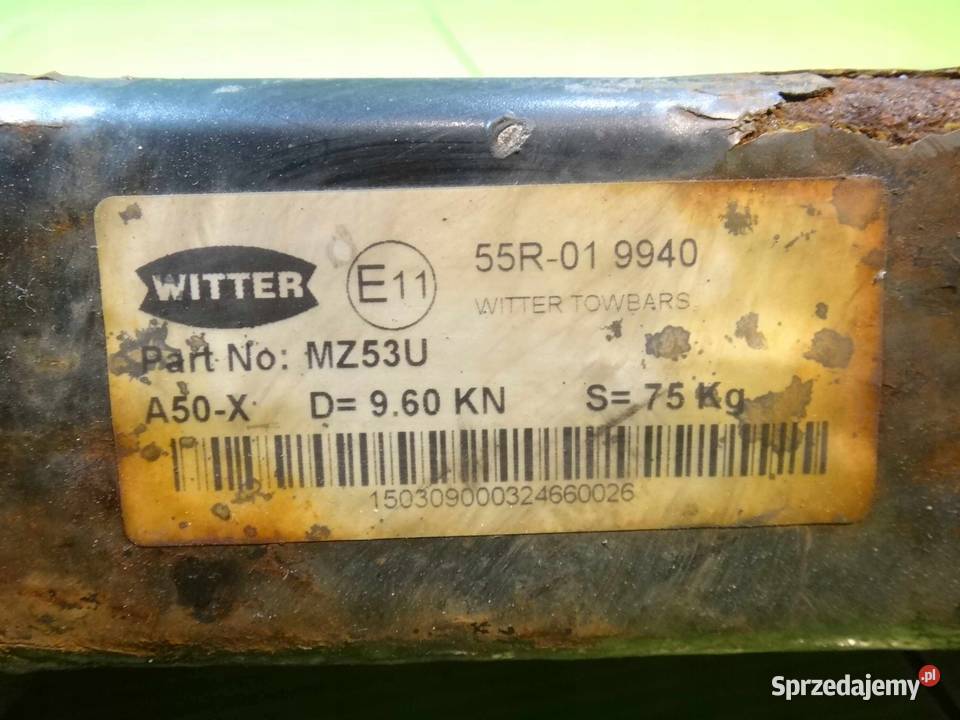 WITTER
E11
55R-01 9940
WITTER TOWBARS
Part No: MZ53U
A50-X D= 9.60 KN S= 75 Kg
150309000324660026
Sprzedajemy.pl